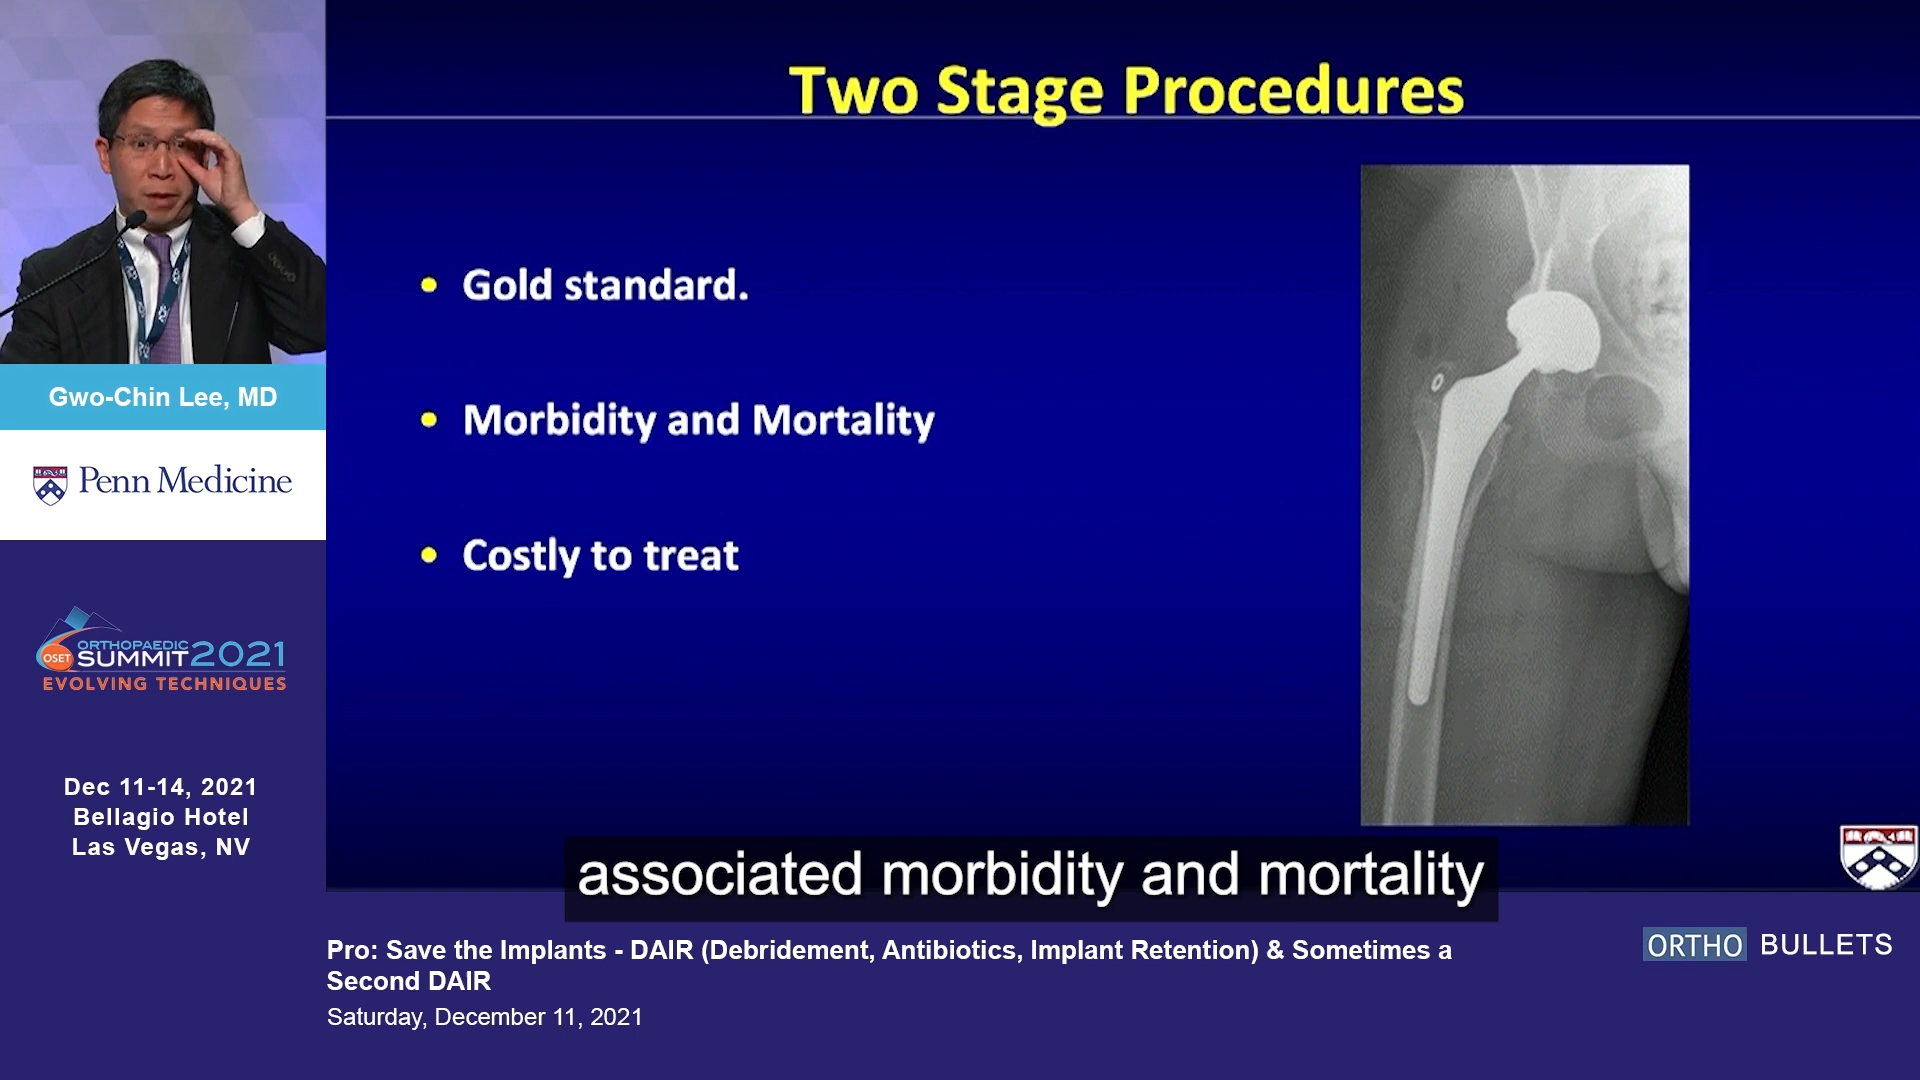 Two Stage Procedures
• Gold standard.
• Morbidity and Mortality
• Costly to treat
Gwo-Chin Lee, MD
Penn Medicine
ORTHOPAEDIC
OSET SUMMIT 2021
EVOLVING TECHNIQUES
Dec 11-14, 2021
Bellagio Hotel
Las Vegas, NV
associated morbidity and mortality
Pro: Save the Implants - DAIR (Debridement, Antibiotics, Implant Retention) & Sometimes a
Second DAIR
Saturday, December 11, 2021
ORTHO BULLETS